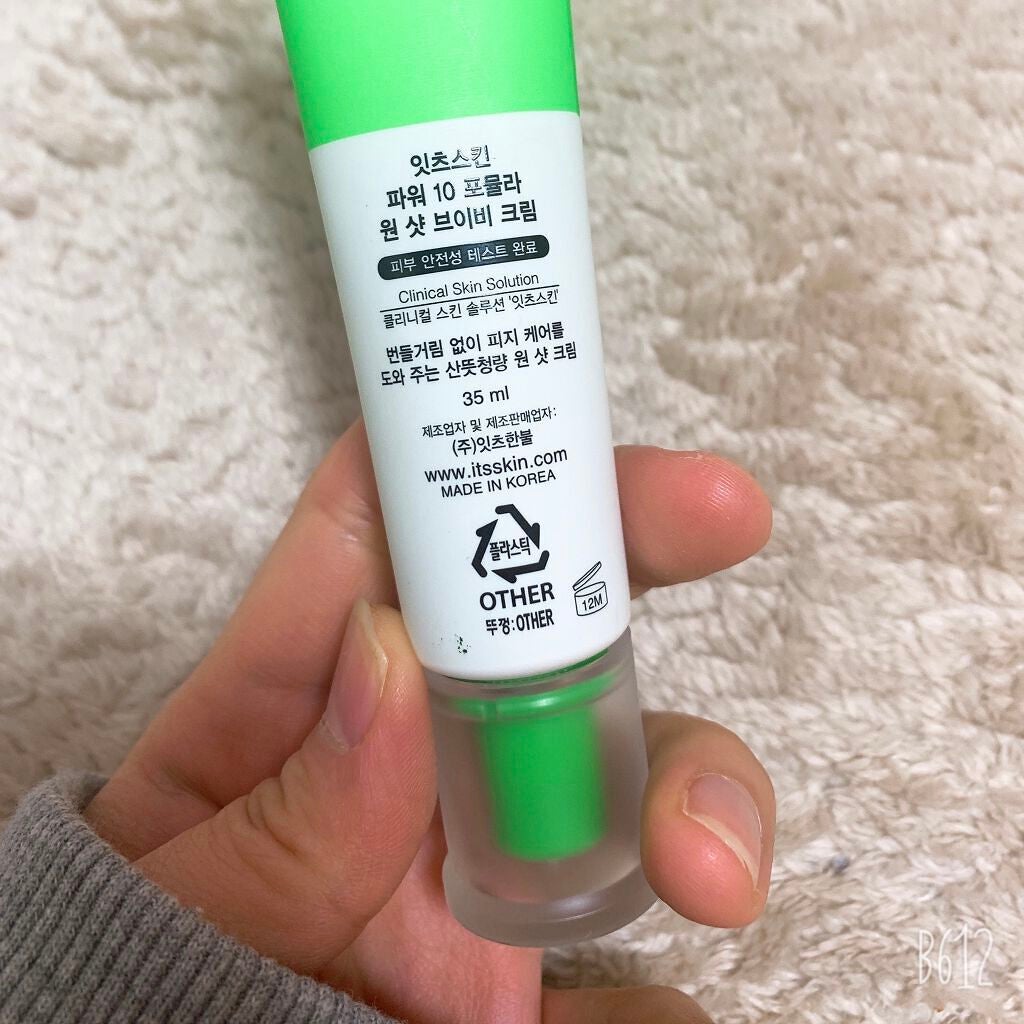 잇츠스킨
파워 10 포뮬라
원 샷 브이비 크림
피부 안전성 테스트 완료
Clinical Skin Solution
클리니컬 스킨 솔루션 '잇츠스킨'
번들거림 없이 피지 케어를
도와 주는 산뜻청량 원 샷 크림
35 ml
제조업자 및 제조판매업자:
(주)잇츠한불
www.itsskin.com
MADE IN KOREA
플라스틱
OTHER
뚜껑:OTHER
12M
B612